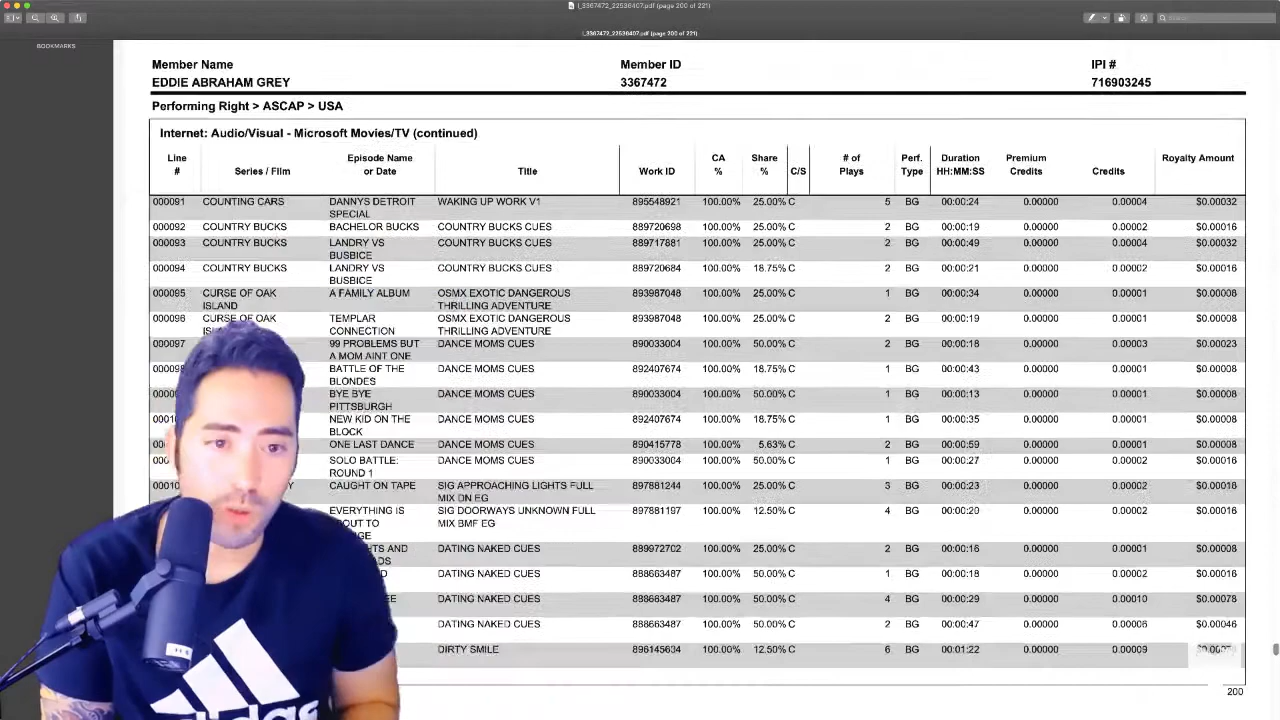 I_3367472_22536407.pdf (page 200 of 221)
Search
I_3367472_22536407.pdf (page 200 of 221)
BOOKMARKS
Member Name Member ID IPI #
EDDIE ABRAHAM GREY 3367472 716903245
Performing Right > ASCAP > USA
Internet: Audio/Visual - Microsoft Movies/TV (continued)
Line # Series / Film Episode Name or Date Title Work ID CA % Share % C/S # of Plays Perf. Type Duration HH:MM:SS Premium Credits Credits Royalty Amount
000091 COUNTING CARS DANNYS DETROIT SPECIAL WAKING UP WORK V1 895548921 100.00% 25.00% C 5 BG 00:00:24 0.00000 0.00004 $0.00032
000092 COUNTRY BUCKS BACHELOR BUCKS COUNTRY BUCKS CUES 889720698 100.00% 25.00% C 2 BG 00:00:19 0.00000 0.00002 $0.00016
000093 COUNTRY BUCKS LANDRY VS BUSBICE COUNTRY BUCKS CUES 889717881 100.00% 25.00% C 2 BG 00:00:49 0.00000 0.00004 $0.00032
000094 COUNTRY BUCKS LANDRY VS BUSBICE COUNTRY BUCKS CUES 889720684 100.00% 18.75% C 2 BG 00:00:21 0.00000 0.00002 $0.00016
000095 CURSE OF OAK ISLAND A FAMILY ALBUM OSMX EXOTIC DANGEROUS THRILLING ADVENTURE 893987048 100.00% 25.00% C 1 BG 00:00:34 0.00000 0.00001 $0.00008
000096 CURSE OF OAK TEMPLAR CONNECTION OSMX EXOTIC DANGEROUS THRILLING ADVENTURE 893987048 100.00% 25.00% C 2 BG 00:00:19 0.00000 0.00001 $0.00008
000097 99 PROBLEMS BUT A MOM AINT ONE DANCE MOMS CUES 890033004 100.00% 50.00% C 2 BG 00:00:18 0.00000 0.00003 $0.00023
BATTLE OF THE BLONDES DANCE MOMS CUES 892407674 100.00% 18.75% C 1 BG 00:00:43 0.00000 0.00001 $0.00008
BYE BYE PITTSBURGH DANCE MOMS CUES 890033004 100.00% 50.00% C 1 BG 00:00:13 0.00000 0.00001 $0.00008
NEW KID ON THE BLOCK DANCE MOMS CUES 892407674 100.00% 18.75% C 1 BG 00:00:35 0.00000 0.00001 $0.00008
ONE LAST DANCE DANCE MOMS CUES 890415778 100.00% 5.63% C 2 BG 00:00:59 0.00000 0.00001 $0.00008
SOLO BATTLE: ROUND 1 DANCE MOMS CUES 890033004 100.00% 50.00% C 1 BG 00:00:27 0.00000 0.00002 $0.00016
CAUGHT ON TAPE SIG APPROACHING LIGHTS FULL MIX DN EG 897881244 100.00% 25.00% C 3 BG 00:00:23 0.00000 0.00002 $0.00016
EVERYTHING IS SIG DOORWAYS UNKNOWN FULL MIX BMF EG 897881197 100.00% 12.50% C 4 BG 00:00:20 0.00000 0.00002 $0.00016
DATING NAKED CUES 889972702 100.00% 25.00% C 2 BG 00:00:16 0.00000 0.00001 $0.00008
DATING NAKED CUES 888663487 100.00% 50.00% C 1 BG 00:00:18 0.00000 0.00002 $0.00016
DATING NAKED CUES 888663487 100.00% 50.00% C 4 BG 00:00:29 0.00000 0.00010 $0.00078
DATING NAKED CUES 888663487 100.00% 50.00% C 2 BG 00:00:47 0.00000 0.00006 $0.00046
DIRTY SMILE 896145634 100.00% 12.50% C 6 BG 00:01:22 0.00000 0.00009
200
adidas